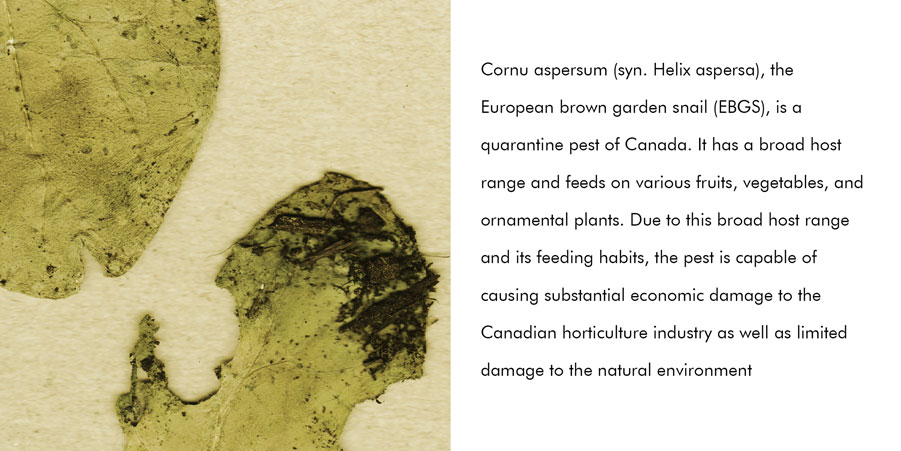 Cornu aspersum (syn. Helix aspersa), the
European brown garden snail (EBGS), is a
quarantine pest of Canada. It has a broad host
range and feeds on various fruits, vegetables, and
ornamental plants. Due to this broad host range
and its feeding habits, the pest is capable of
causing substantial economic damage to the
Canadian horticulture industry as well as limited
damage to the natural environment